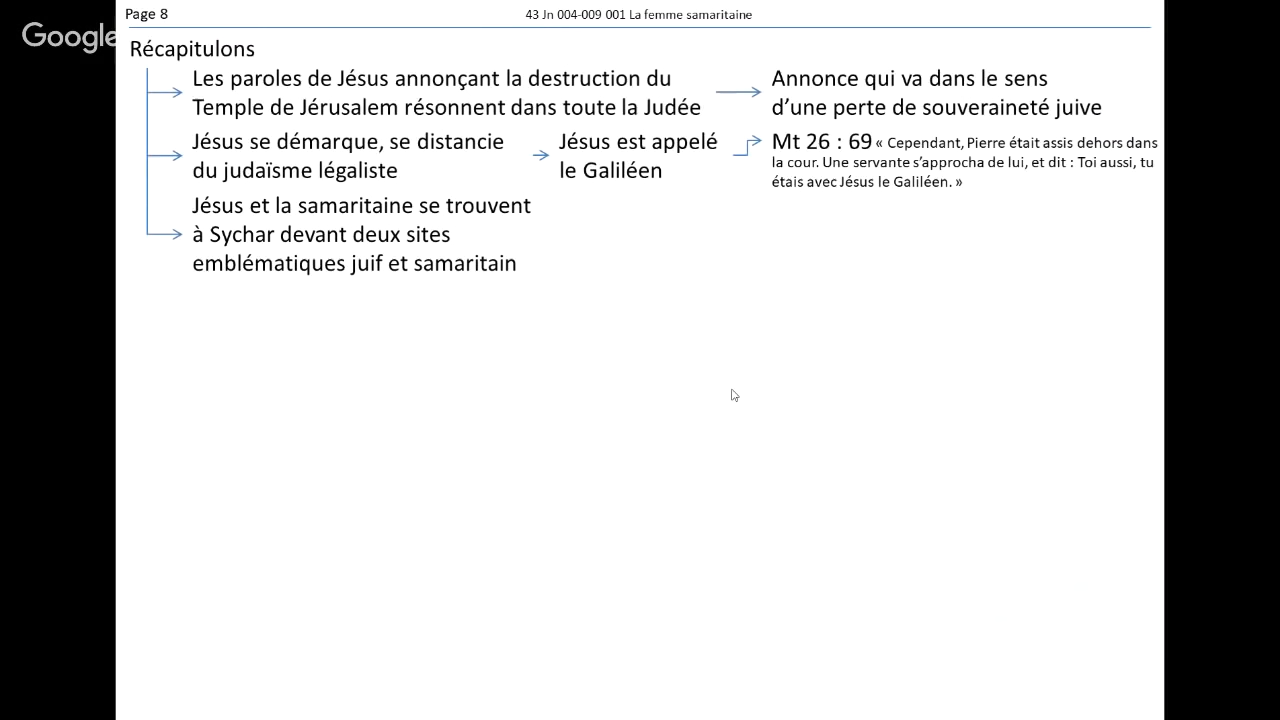 Page 8
43 Jn 004-009 001 La femme samaritaine
Google
Récapitulons
Les paroles de Jésus annonçant la destruction du
Temple de Jérusalem résonnent dans toute la Judée
Annonce qui va dans le sens
d’une perte de souveraineté juive
Jésus se démarque, se distancie
du judaïsme légaliste
Jésus est appelé
le Galiléen
Mt 26 : 69 « Cependant, Pierre était assis dehors dans
la cour. Une servante s’approcha de lui, et dit : Toi aussi, tu
étais avec Jésus le Galiléen. »
Jésus et la samaritaine se trouvent
à Sychar devant deux sites
emblématiques juif et samaritain